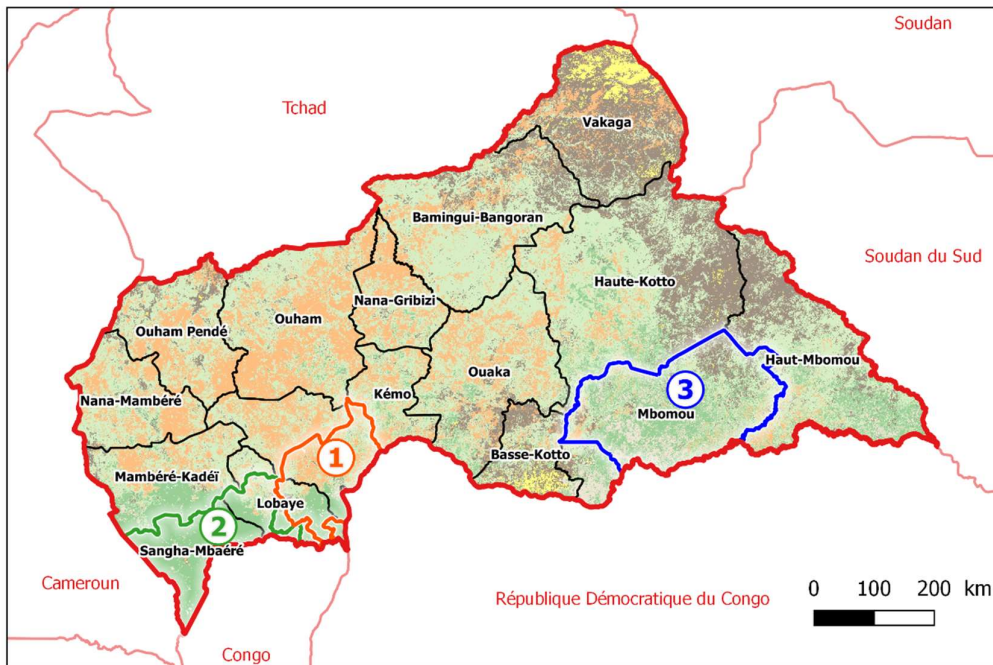 Soudan
Tchad
Vakaga
Bamingui-Bangoran
Soudan du Sud
Haute-Kotto
Nana-Gribizi
Ouham
Ouham Pendé
Haut-Mbomou
Ouaka
Kémo
3
Nana-Mambéré
Mbomou
1
Basse-Kotto
Mambéré-Kadéï
Lobaye
2
Sangha-Mbaéré
Cameroun
0 100 200 km
République Démocratique du Congo
Congo